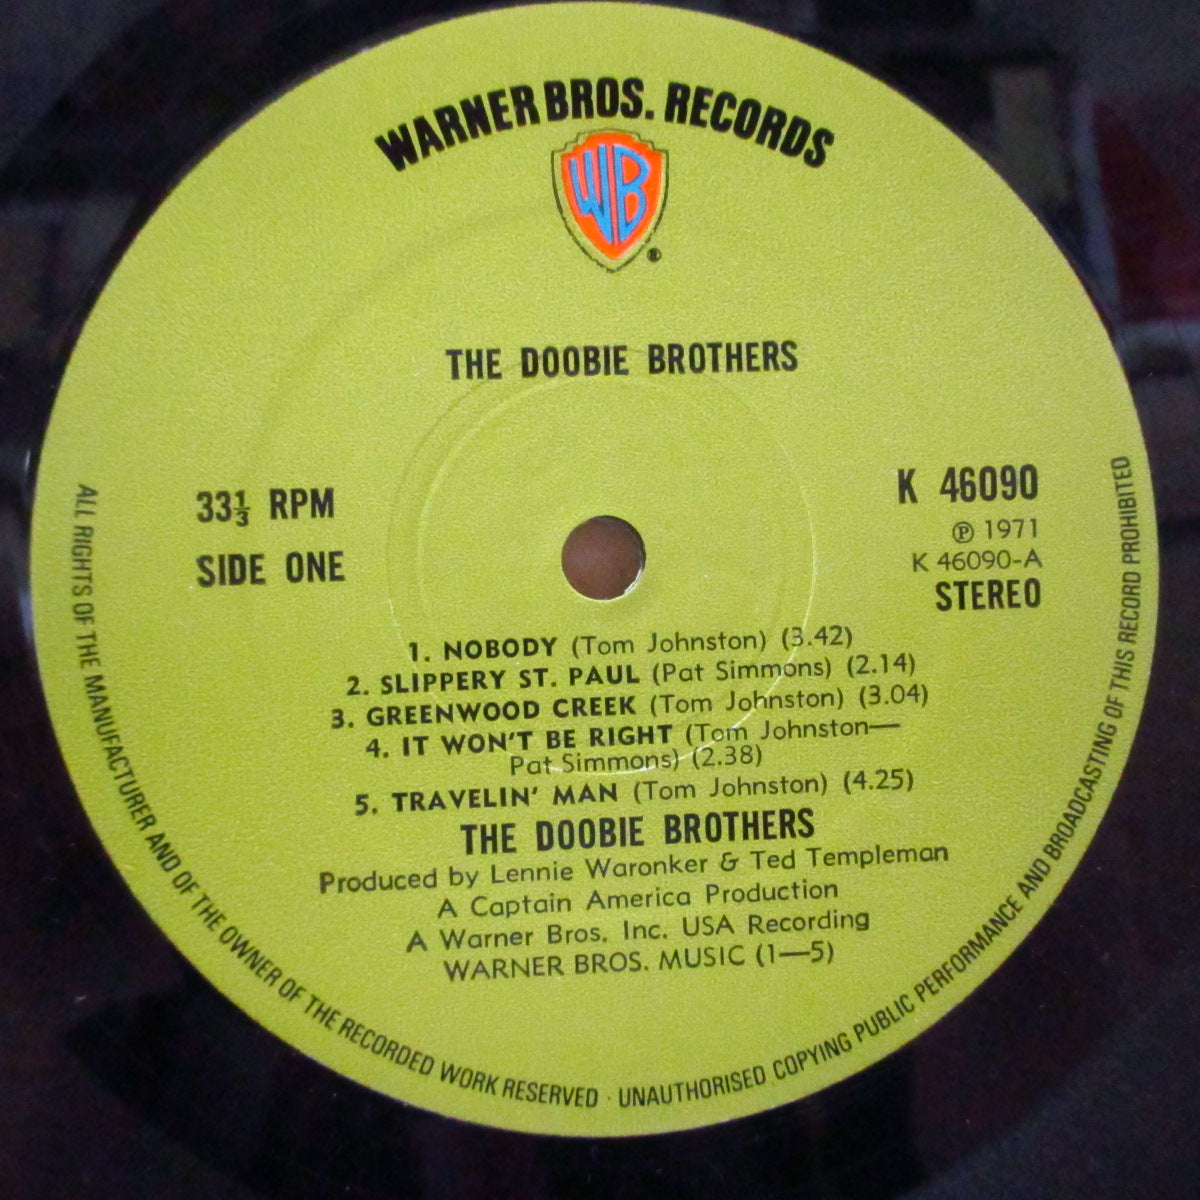 WARNER BROS. RECORDS
WB
®
THE DOOBIE BROTHERS
33⅓ RPM
SIDE ONE
K 46090
Ⓟ 1971
K 46090-A
STEREO
1. NOBODY (Tom Johnston) (3.42)
2. SLIPPERY ST. PAUL (Pat Simmons) (2.14)
3. GREENWOOD CREEK (Tom Johnston) (3.04)
4. IT WON'T BE RIGHT (Tom Johnston—
Pat Simmons) (2.38)
5. TRAVELIN' MAN (Tom Johnston) (4.25)
THE DOOBIE BROTHERS
Produced by Lennie Waronker & Ted Templeman
A Captain America Production
A Warner Bros. Inc. USA Recording
WARNER BROS. MUSIC (1—5)
ALL RIGHTS OF THE MANUFACTURER AND OF THE OWNER OF THE RECORDED WORK RESERVED · UNAUTHORISED COPYING PUBLIC PERFORMANCE AND BROADCASTING OF THIS RECORD PROHIBITED